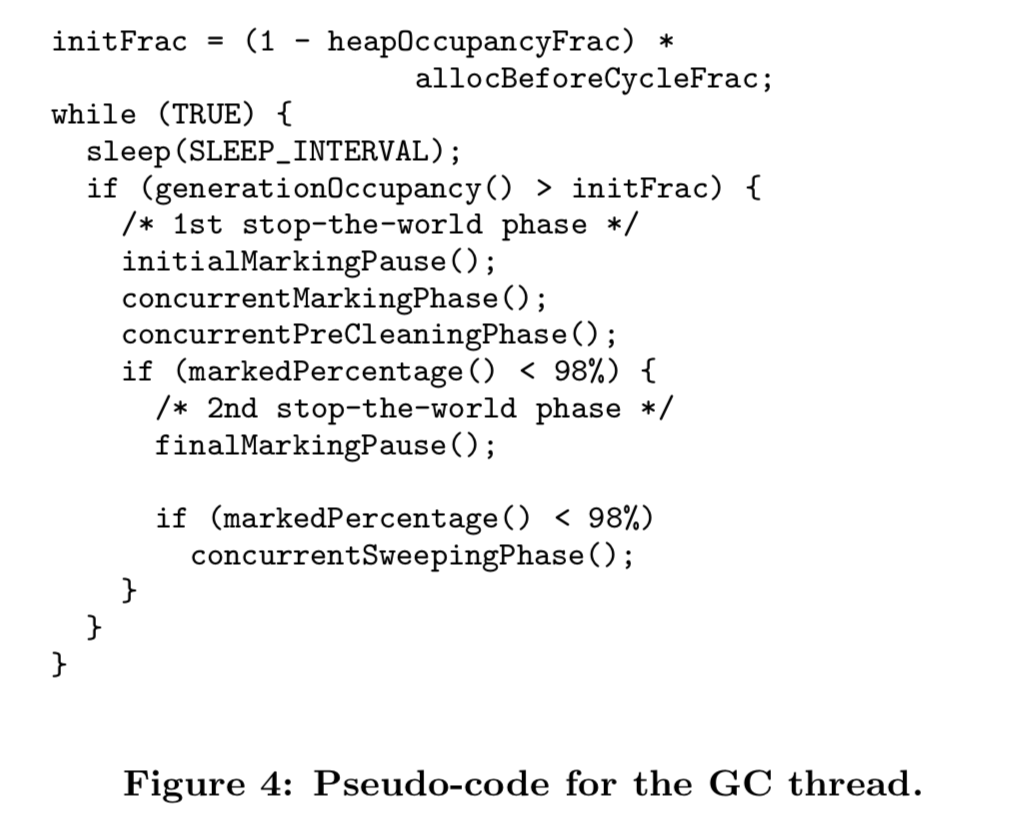 initFrac = (1 - heapOccupancyFrac) *
allocBeforeCycleFrac;
while (TRUE) {
sleep(SLEEP_INTERVAL);
if (generationOccupancy() > initFrac) {
/* 1st stop-the-world phase */
initialMarkingPause();
concurrentMarkingPhase();
concurrentPreCleaningPhase();
if (markedPercentage() < 98%) {
/* 2nd stop-the-world phase */
finalMarkingPause();
if (markedPercentage() < 98%)
concurrentSweepingPhase();
}
}
}
Figure 4: Pseudo-code for the GC thread.